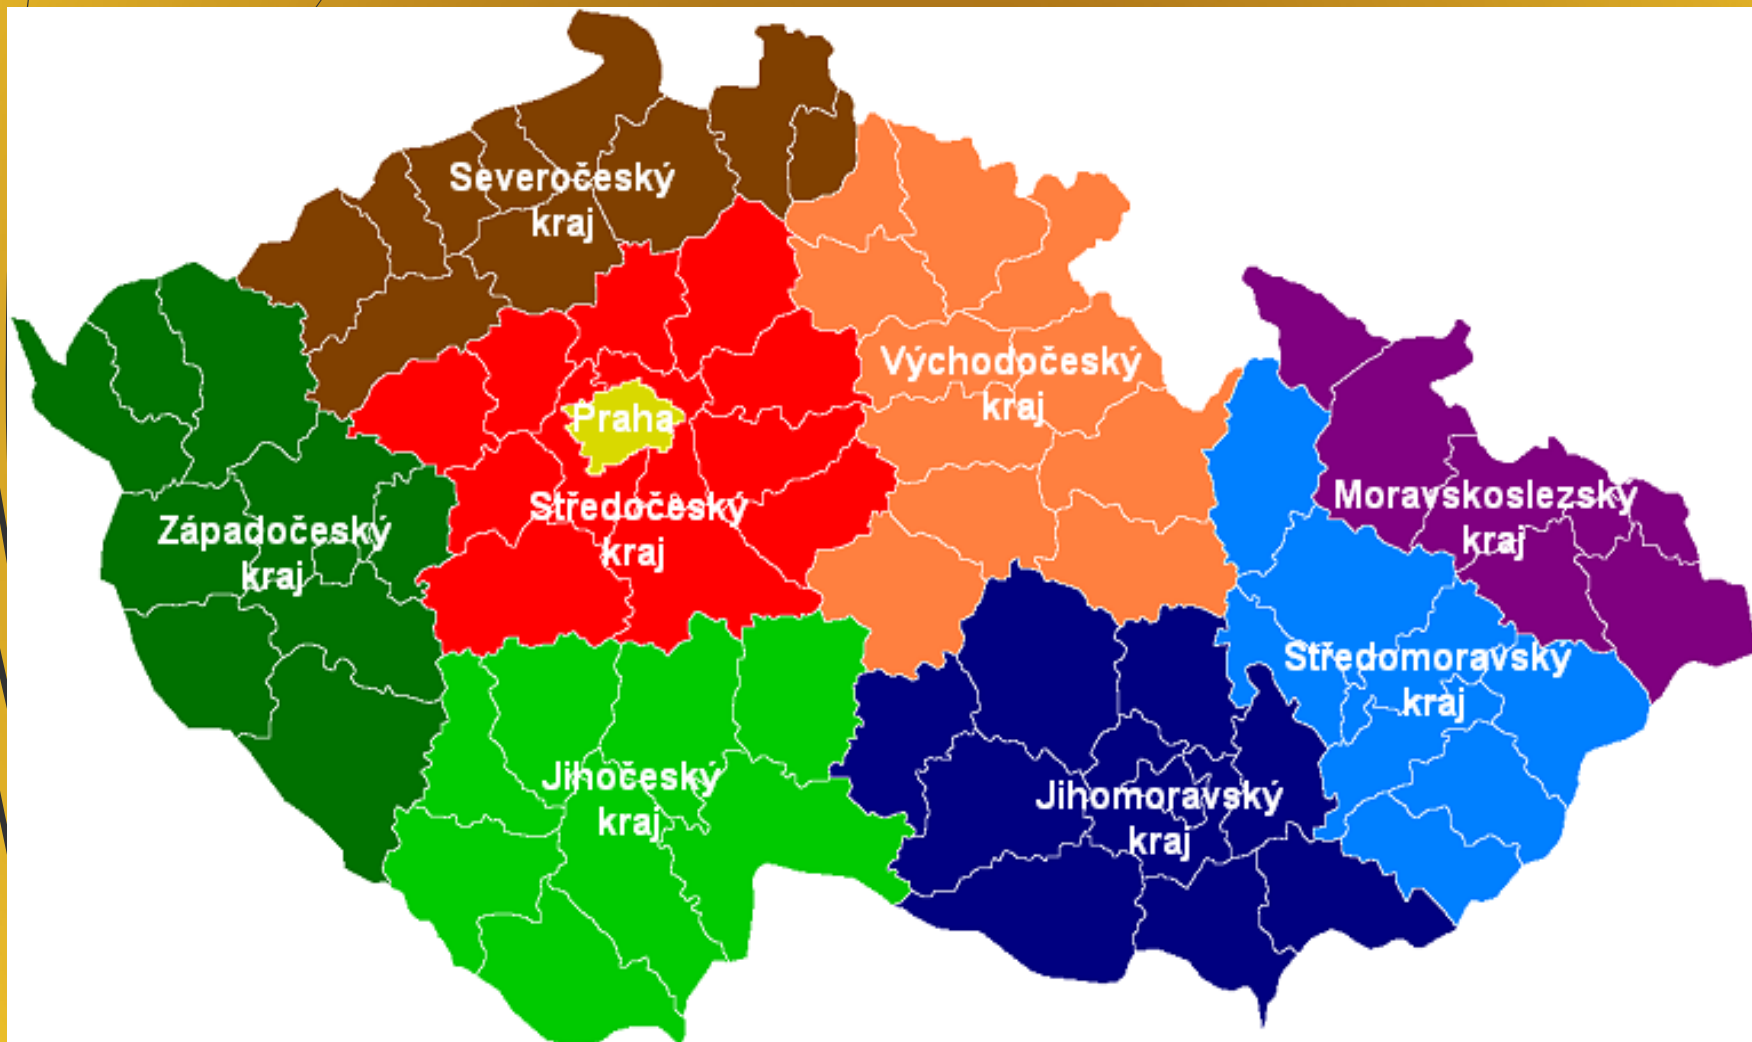 Severočeský
kraj
Východočeský
kraj
Praha
Středočeský
kraj
Západočeský
kraj
Moravskoslezský
kraj
Středomoravský
kraj
Jihočeský
kraj
Jihomoravský
kraj